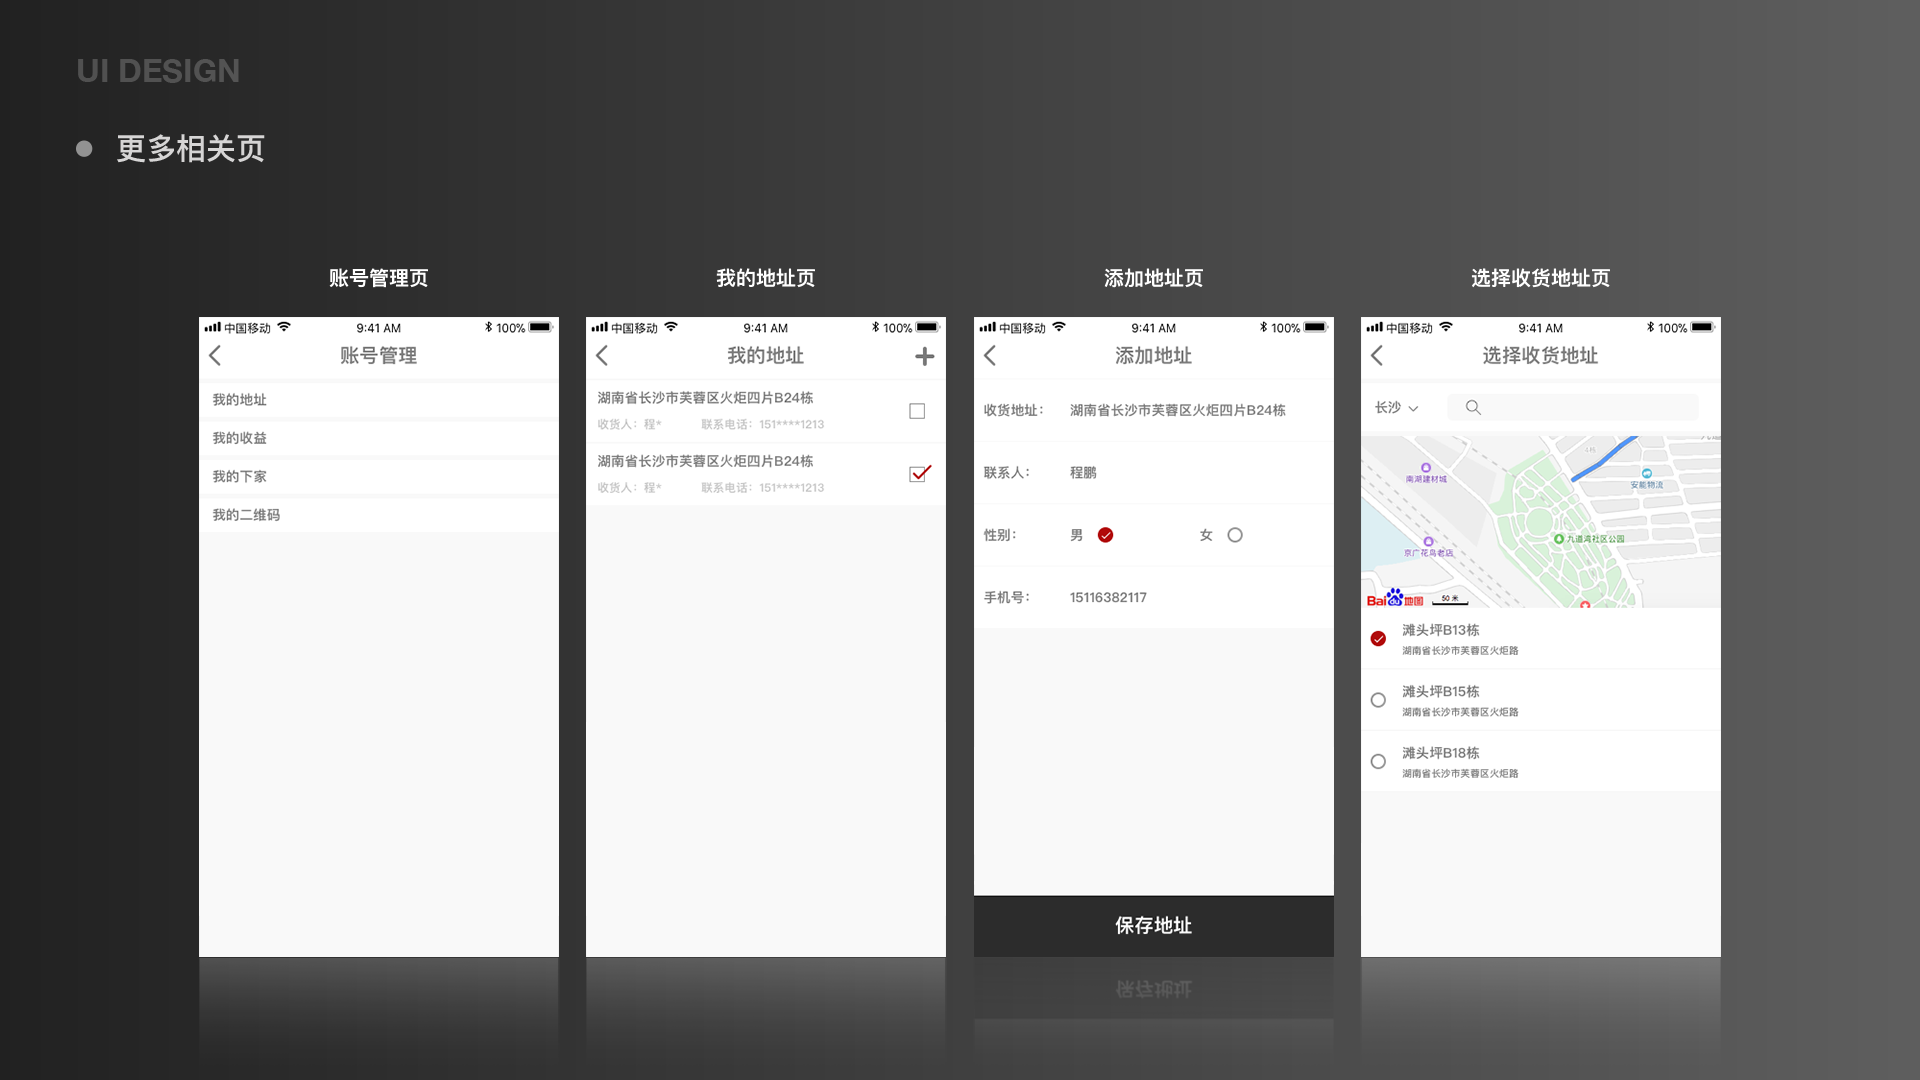 UI DESIGN
更多相关页
账号管理页
中国移动
9:41 AM
100%
账号管理
我的地址
我的收益
我的下家
我的二维码
我的地址页
中国移动
9:41 AM
100%
我的地址
湖南省长沙市芙蓉区火炬四片B24栋
收货人：程* 联系电话：151****1213
湖南省长沙市芙蓉区火炬四片B24栋
收货人：程* 联系电话：151****1213
添加地址页
中国移动
9:41 AM
100%
添加地址
收货地址： 湖南省长沙市芙蓉区火炬四片B24栋
联系人： 程鹏
性别： 男 女
手机号： 15116382117
保存地址
选择收货地址页
中国移动
9:41 AM
100%
选择收货地址
长沙
南湖建材城
安能物流
九道湾社区公园
京广花鸟老店
Bai du 地图
50 米
滩头坪B13栋
湖南省长沙市芙蓉区火炬路
滩头坪B15栋
湖南省长沙市芙蓉区火炬路
滩头坪B18栋
湖南省长沙市芙蓉区火炬路